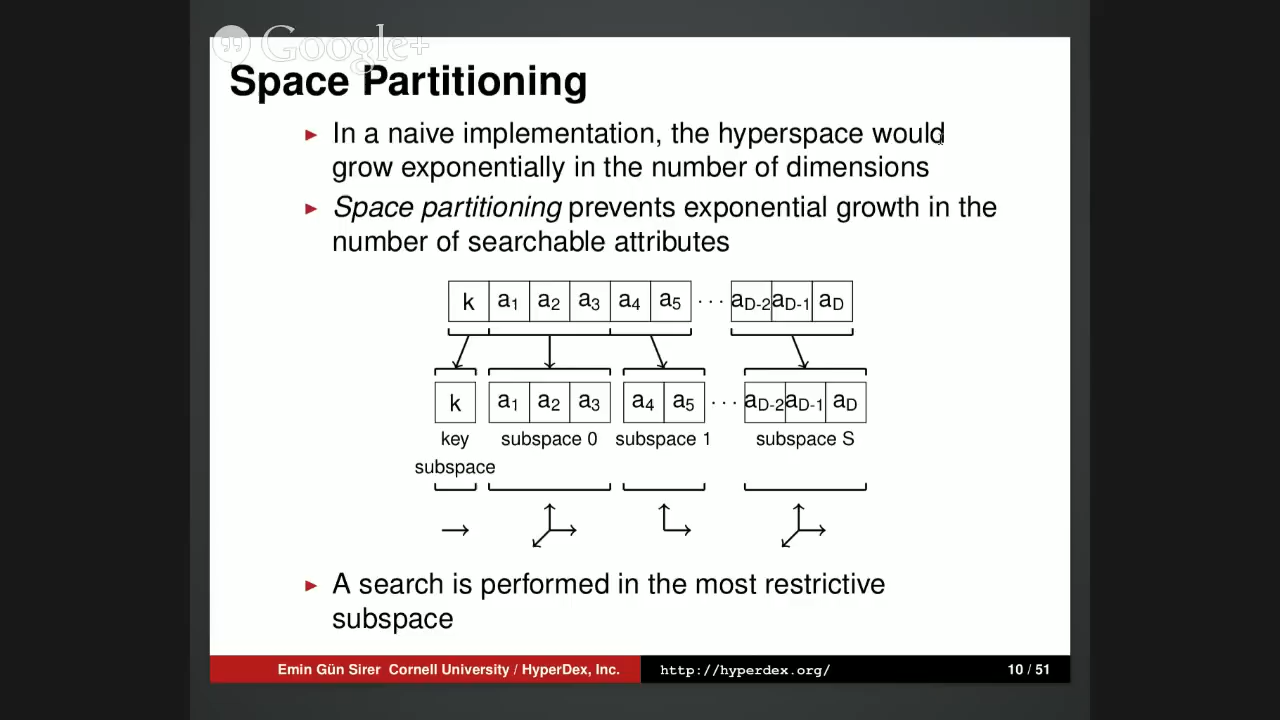 Google+
Space Partitioning
▶ In a naive implementation, the hyperspace would
grow exponentially in the number of dimensions
▶ Space partitioning prevents exponential growth in the
number of searchable attributes
k a1 a2 a3 a4 a5 ... aD-2 aD-1 aD
k a1 a2 a3 a4 a5 ... aD-2 aD-1 aD
key subspace 0 subspace 1 subspace S
subspace
▶ A search is performed in the most restrictive
subspace
Emin Gün Sirer Cornell University / HyperDex, Inc. http://hyperdex.org/ 10 / 51